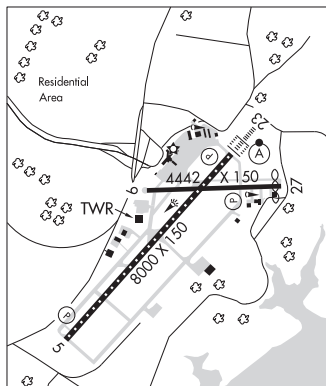 Residential
Area
23
A
P
9
4442 X 150
27
TWR
P
8000 X 150
P
5